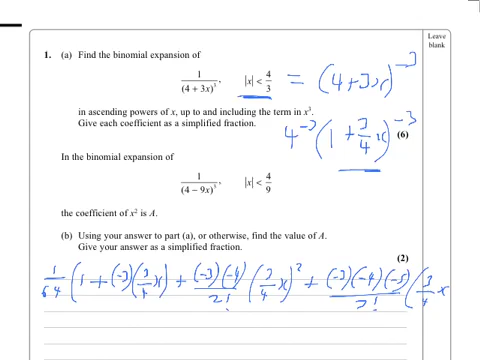 Leave
blank
1. (a) Find the binomial expansion of
1/(4 + 3x)³, |x| < 4/3 = (4+3x)⁻³
in ascending powers of x, up to and including the term in x³.
Give each coefficient as a simplified fraction.
4⁻³(1 + 3/4 x)⁻³
(6)
In the binomial expansion of
1/(4 − 9x)³, |x| < 4/9
the coefficient of x² is A.
(b) Using your answer to part (a), or otherwise, find the value of A.
Give your answer as a simplified fraction.
(2)
1/64 (1 + (-3)(3/4 x) + (-3)(-4)/2! (3/4 x)² + (-3)(-4)(-5)/3! (3/4 x